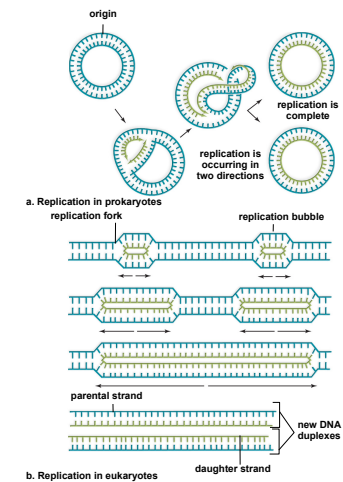 origin
replication is
complete
replication is
occurring in
two directions
a. Replication in prokaryotes
replication fork
replication bubble
parental strand
new DNA
duplexes
daughter strand
b. Replication in eukaryotes